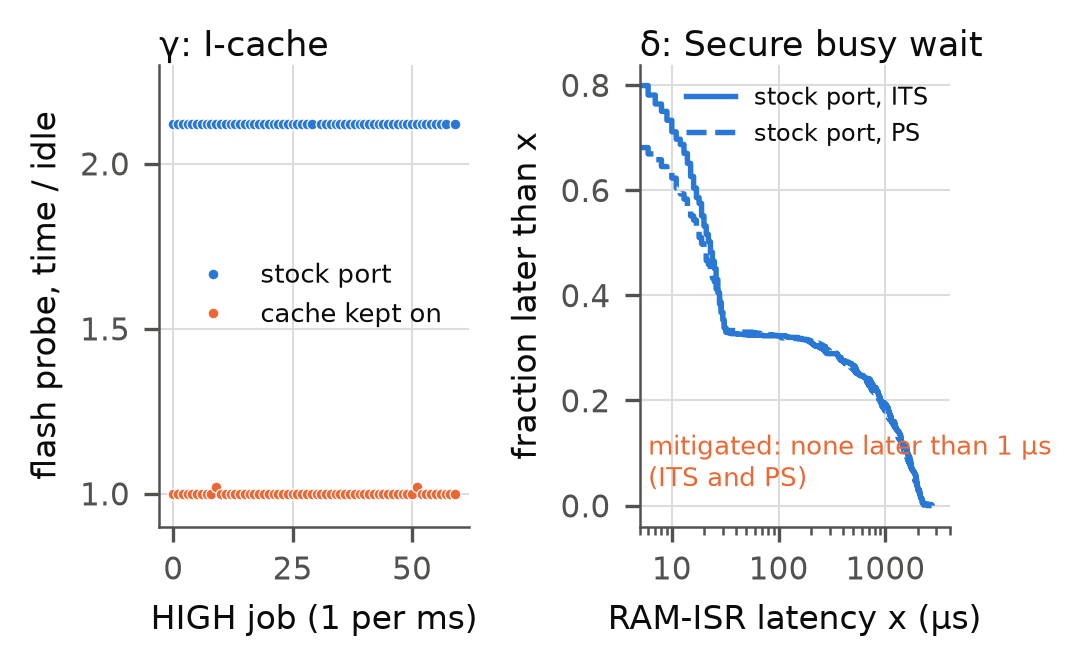 γ: I-cache
flash probe, time / idle
2.0
1.5
1.0
stock port
cache kept on
0
25
50
HIGH job (1 per ms)
δ: Secure busy wait
fraction later than x
0.8
0.6
0.4
0.2
0.0
stock port, ITS
stock port, PS
mitigated: none later than 1 µs
(ITS and PS)
10
100
1000
RAM-ISR latency x (µs)